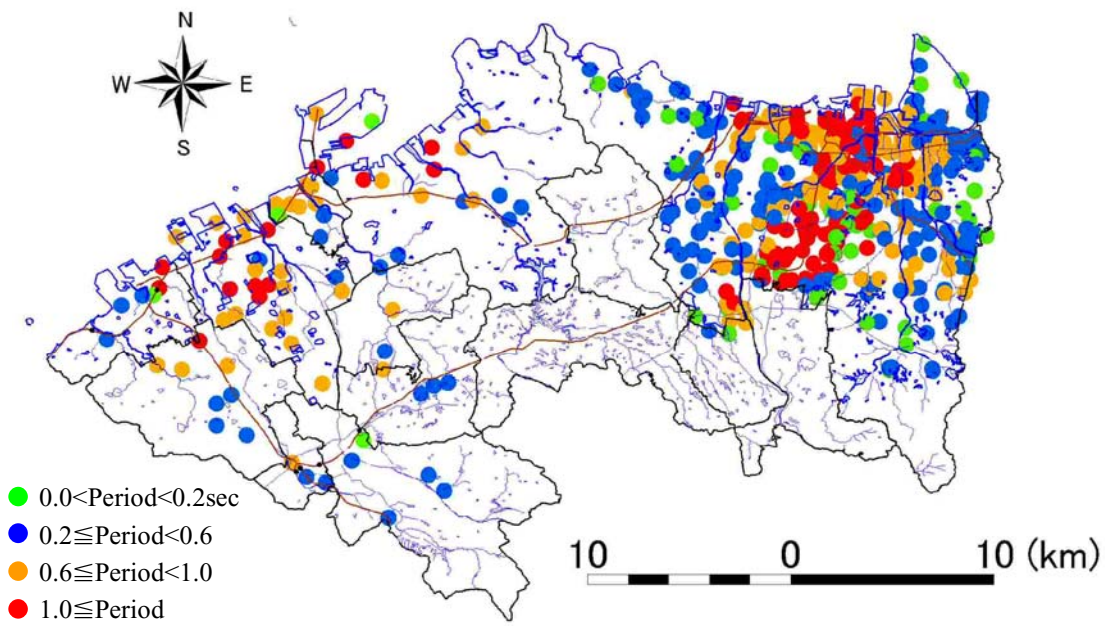 N
W E
S
0.0<Period<0.2sec
0.2≦Period<0.6
0.6≦Period<1.0
1.0≦Period
10 0 10 (km)